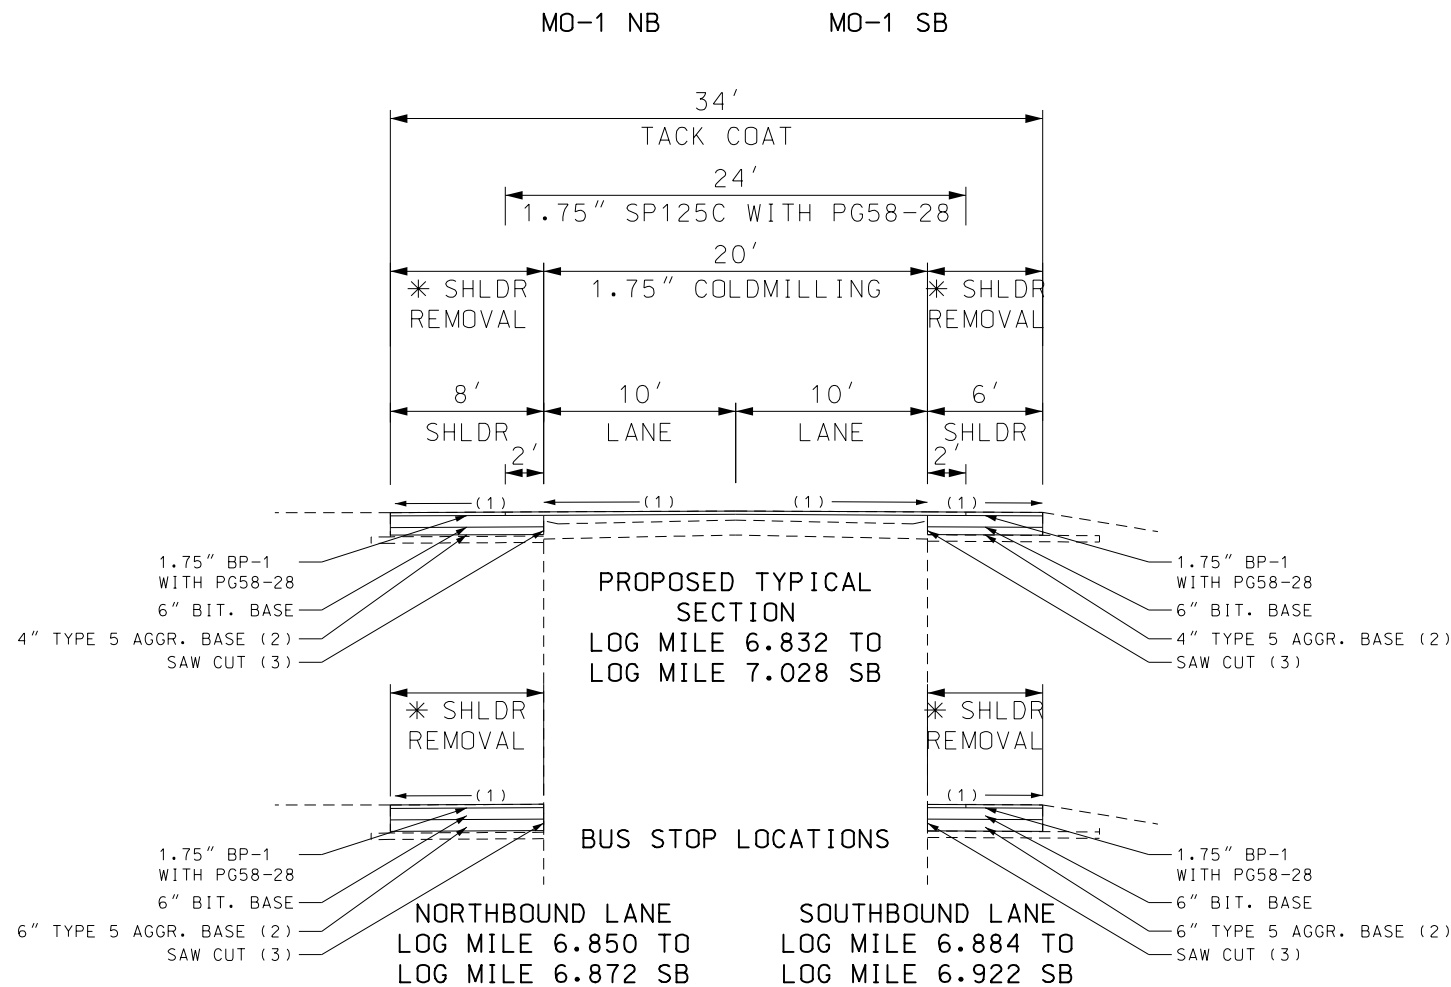 MO-1 NB MO-1 SB
34'
TACK COAT
24'
1.75" SP125C WITH PG58-28
20'
✳ SHLDR 1.75" COLDMILLING ✳ SHLDR
REMOVAL REMOVAL
8' 10' 10' 6'
SHLDR LANE LANE SHLDR
2' 2'
(1) (1) (1) (1)
1.75" BP-1 1.75" BP-1
WITH PG58-28 WITH PG58-28
6" BIT. BASE 6" BIT. BASE
4" TYPE 5 AGGR. BASE (2) 4" TYPE 5 AGGR. BASE (2)
SAW CUT (3) SAW CUT (3)
PROPOSED TYPICAL
SECTION
LOG MILE 6.832 TO
LOG MILE 7.028 SB
✳ SHLDR ✳ SHLDR
REMOVAL REMOVAL
(1) (1)
BUS STOP LOCATIONS
1.75" BP-1 1.75" BP-1
WITH PG58-28 WITH PG58-28
6" BIT. BASE 6" BIT. BASE
6" TYPE 5 AGGR. BASE (2) 6" TYPE 5 AGGR. BASE (2)
SAW CUT (3) SAW CUT (3)
NORTHBOUND LANE
LOG MILE 6.850 TO
LOG MILE 6.872 SB
SOUTHBOUND LANE
LOG MILE 6.884 TO
LOG MILE 6.922 SB